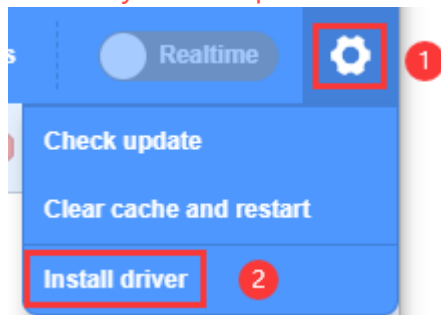 s
Realtime
1
Check update
Clear cache and restart
Install driver
2